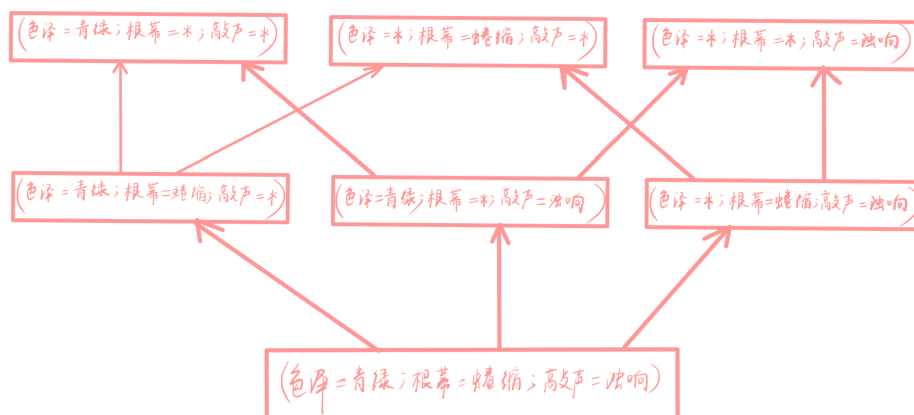 (色泽=青绿;根蒂=*;敲声=*)
(色泽=*;根蒂=蜷缩;敲声=*)
(色泽=*;根蒂=*;敲声=浊响)
(色泽=青绿;根蒂=蜷缩;敲声=*)
(色泽=青绿;根蒂=*;敲声=浊响)
(色泽=*;根蒂=蜷缩;敲声=浊响)
(色泽=青绿;根蒂=蜷缩;敲声=浊响)